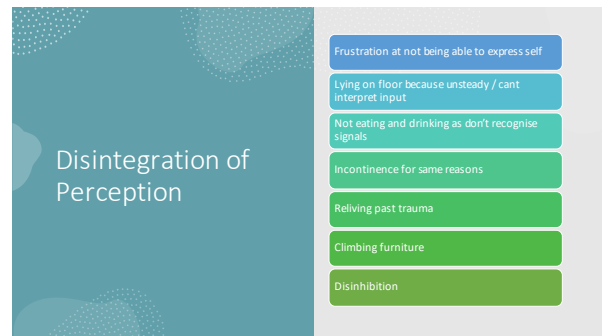 Disintegration of
Perception
Frustration at not being able to express self
Lying on floor because unsteady / cant
interpret input
Not eating and drinking as don't recognise
signals
Incontinence for same reasons
Reliving past trauma
Climbing furniture
Disinhibition